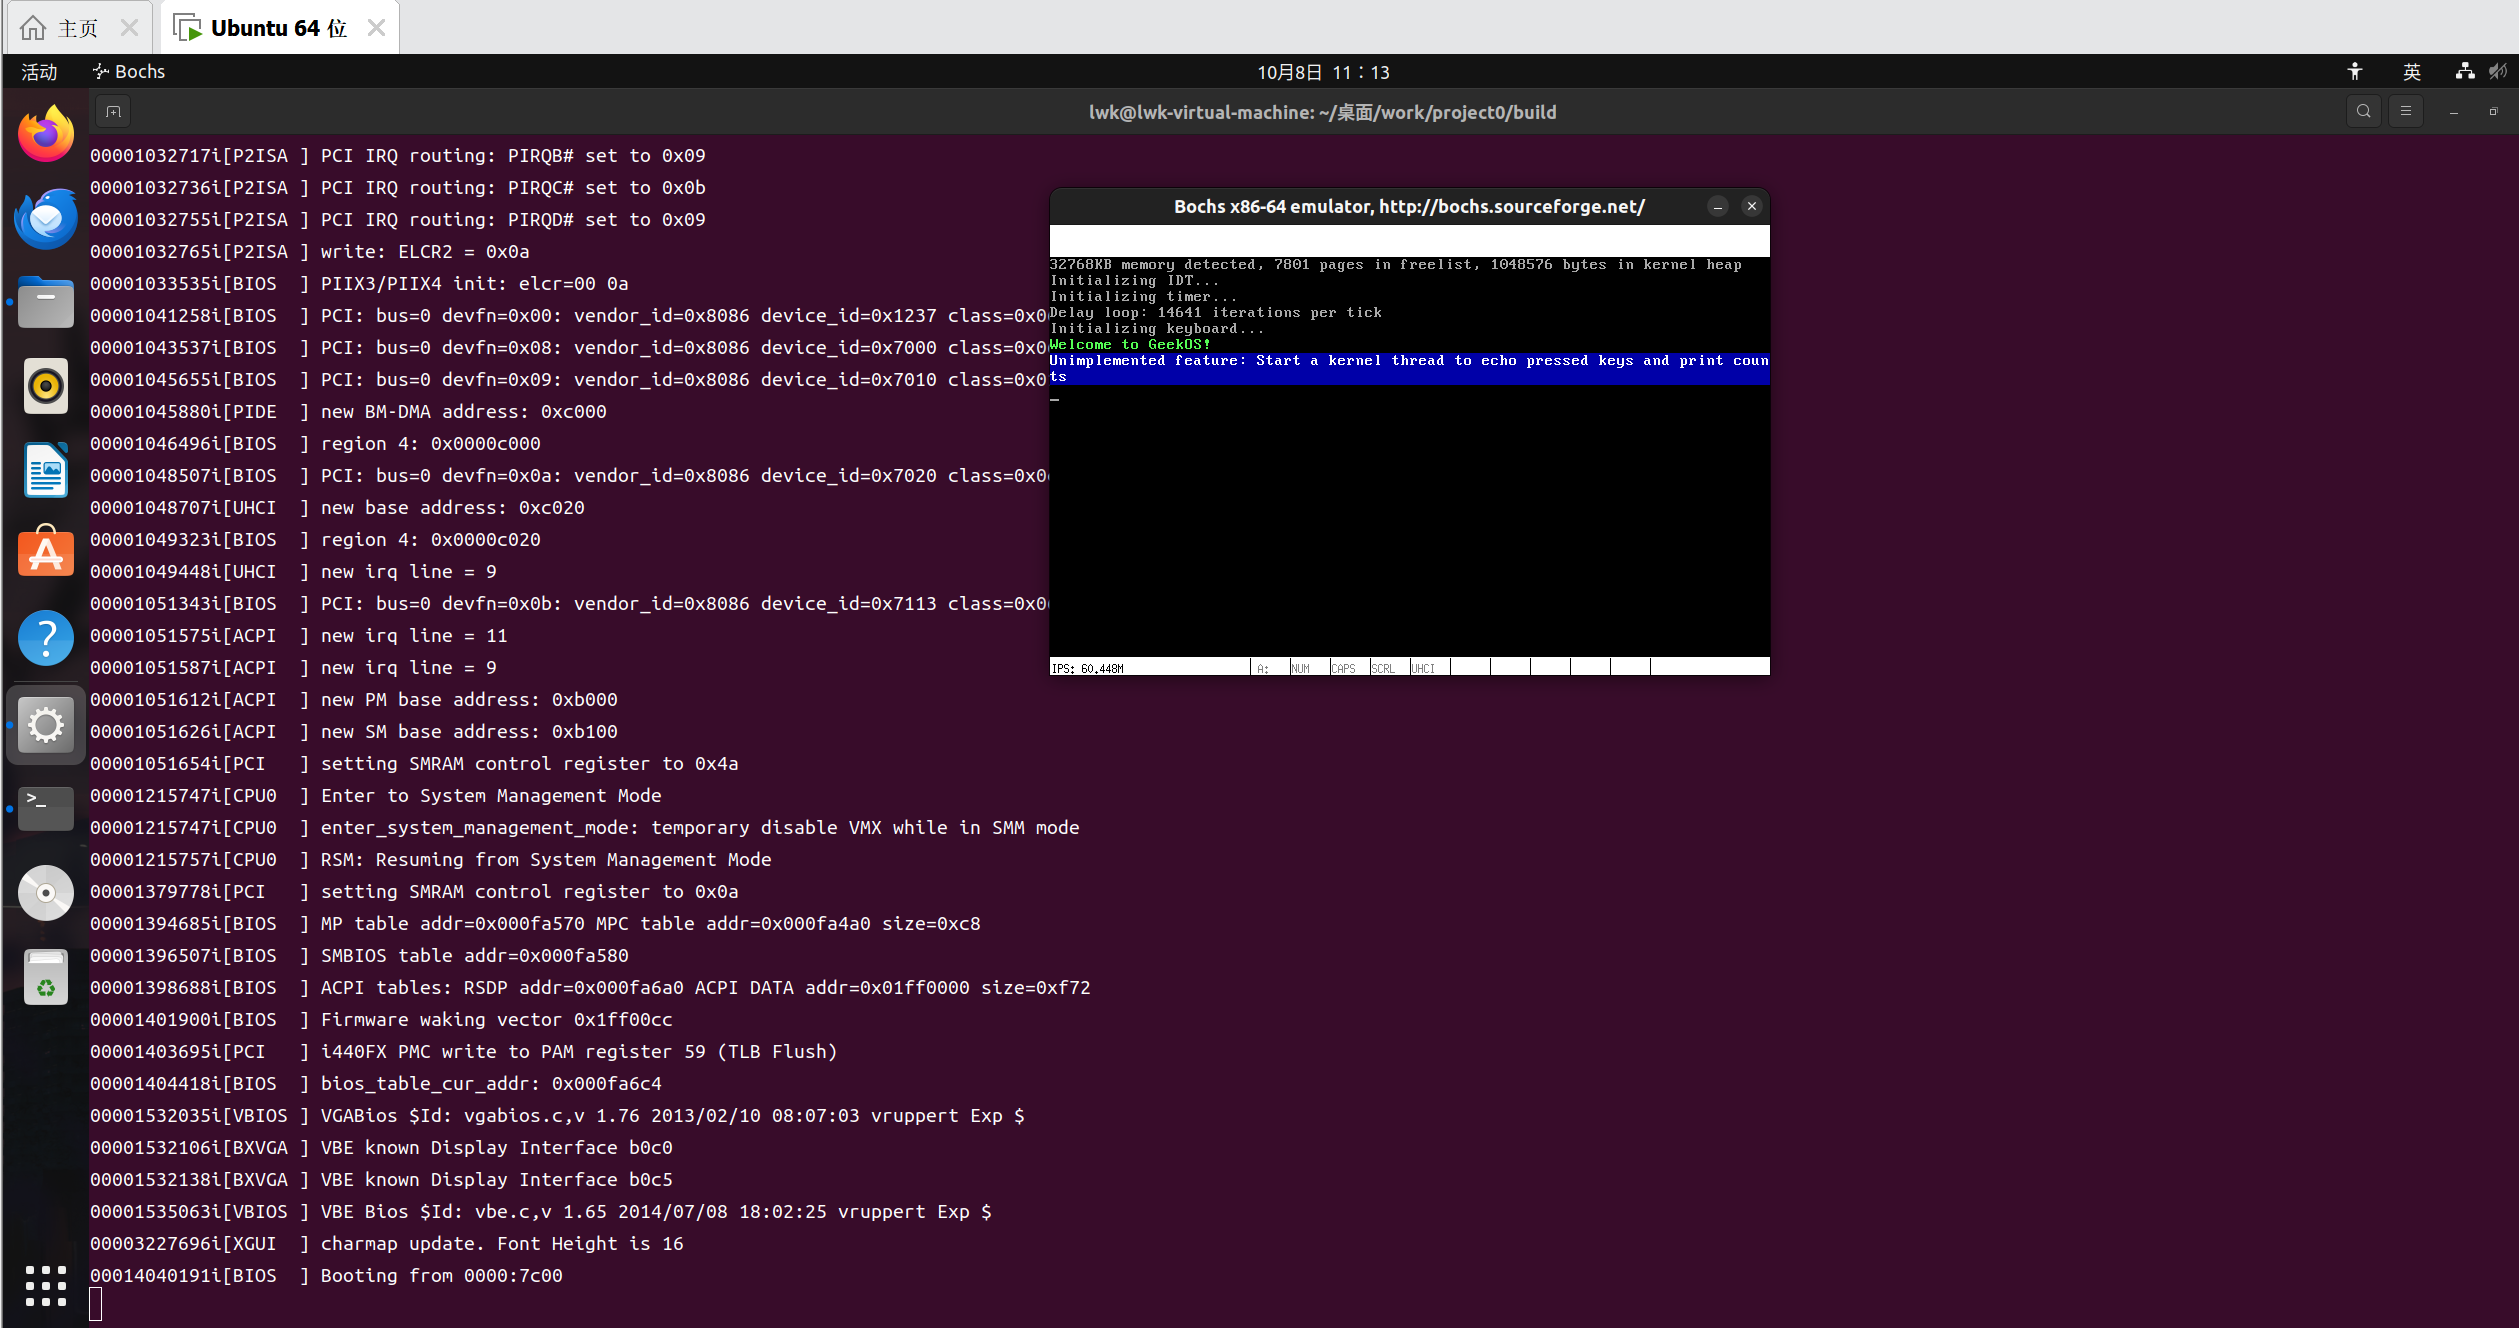 主页
Ubuntu 64 位
活动
Bochs
10月8日 11：13
英
lwk@lwk-virtual-machine: ~/桌面/work/project0/build
00001032717i[P2ISA ] PCI IRQ routing: PIRQB# set to 0x09
00001032736i[P2ISA ] PCI IRQ routing: PIRQC# set to 0x0b
00001032755i[P2ISA ] PCI IRQ routing: PIRQD# set to 0x09
00001032765i[P2ISA ] write: ELCR2 = 0x0a
00001033535i[BIOS  ] PIIX3/PIIX4 init: elcr=00 0a
00001041258i[BIOS  ] PCI: bus=0 devfn=0x00: vendor_id=0x8086 device_id=0x1237 class=0x0
00001043537i[BIOS  ] PCI: bus=0 devfn=0x08: vendor_id=0x8086 device_id=0x7000 class=0x0
00001045655i[BIOS  ] PCI: bus=0 devfn=0x09: vendor_id=0x8086 device_id=0x7010 class=0x0
00001045880i[PIDE  ] new BM-DMA address: 0xc000
00001046496i[BIOS  ] region 4: 0x0000c000
00001048507i[BIOS  ] PCI: bus=0 devfn=0x0a: vendor_id=0x8086 device_id=0x7020 class=0x0
00001048707i[UHCI  ] new base address: 0xc020
00001049323i[BIOS  ] region 4: 0x0000c020
00001049448i[UHCI  ] new irq line = 9
00001051343i[BIOS  ] PCI: bus=0 devfn=0x0b: vendor_id=0x8086 device_id=0x7113 class=0x0
00001051575i[ACPI  ] new irq line = 11
00001051587i[ACPI  ] new irq line = 9
00001051612i[ACPI  ] new PM base address: 0xb000
00001051626i[ACPI  ] new SM base address: 0xb100
00001051654i[PCI   ] setting SMRAM control register to 0x4a
00001215747i[CPU0  ] Enter to System Management Mode
00001215747i[CPU0  ] enter_system_management_mode: temporary disable VMX while in SMM mode
00001215757i[CPU0  ] RSM: Resuming from System Management Mode
00001379778i[PCI   ] setting SMRAM control register to 0x0a
00001394685i[BIOS  ] MP table addr=0x000fa570 MPC table addr=0x000fa4a0 size=0xc8
00001396507i[BIOS  ] SMBIOS table addr=0x000fa580
00001398688i[BIOS  ] ACPI tables: RSDP addr=0x000fa6a0 ACPI DATA addr=0x01ff0000 size=0xf72
00001401900i[BIOS  ] Firmware waking vector 0x1ff00cc
00001403695i[PCI   ] i440FX PMC write to PAM register 59 (TLB Flush)
00001404418i[BIOS  ] bios_table_cur_addr: 0x000fa6c4
00001532035i[VBIOS ] VGABios $Id: vgabios.c,v 1.76 2013/02/10 08:07:03 vruppert Exp $
00001532106i[BXVGA ] VBE known Display Interface b0c0
00001532138i[BXVGA ] VBE known Display Interface b0c5
00001535063i[VBIOS ] VBE Bios $Id: vbe.c,v 1.65 2014/07/08 18:02:25 vruppert Exp $
00003227696i[XGUI  ] charmap update. Font Height is 16
00014040191i[BIOS  ] Booting from 0000:7c00
Bochs x86-64 emulator, http://bochs.sourceforge.net/
32768KB memory detected, 7801 pages in freelist, 1048576 bytes in kernel heap
Initializing IDT...
Initializing timer...
Delay loop: 14641 iterations per tick
Initializing keyboard...
Welcome to GeekOS!
Unimplemented feature: Start a kernel thread to echo pressed keys and print coun
ts
_
IPS: 60.448M A: NUM CAPS SCRL UHCI